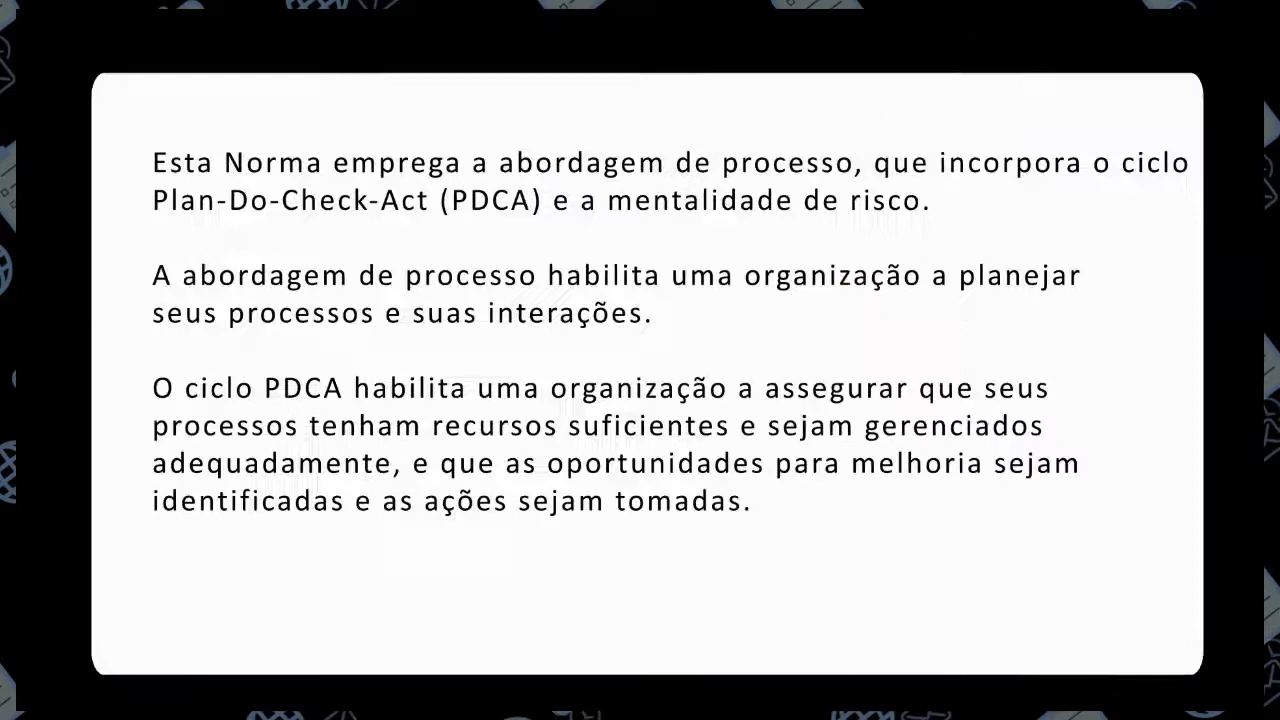 Esta Norma emprega a abordagem de processo, que incorpora o ciclo
Plan-Do-Check-Act (PDCA) e a mentalidade de risco.
A abordagem de processo habilita uma organização a planejar
seus processos e suas interações.
O ciclo PDCA habilita uma organização a assegurar que seus
processos tenham recursos suficientes e sejam gerenciados
adequadamente, e que as oportunidades para melhoria sejam
identificadas e as ações sejam tomadas.